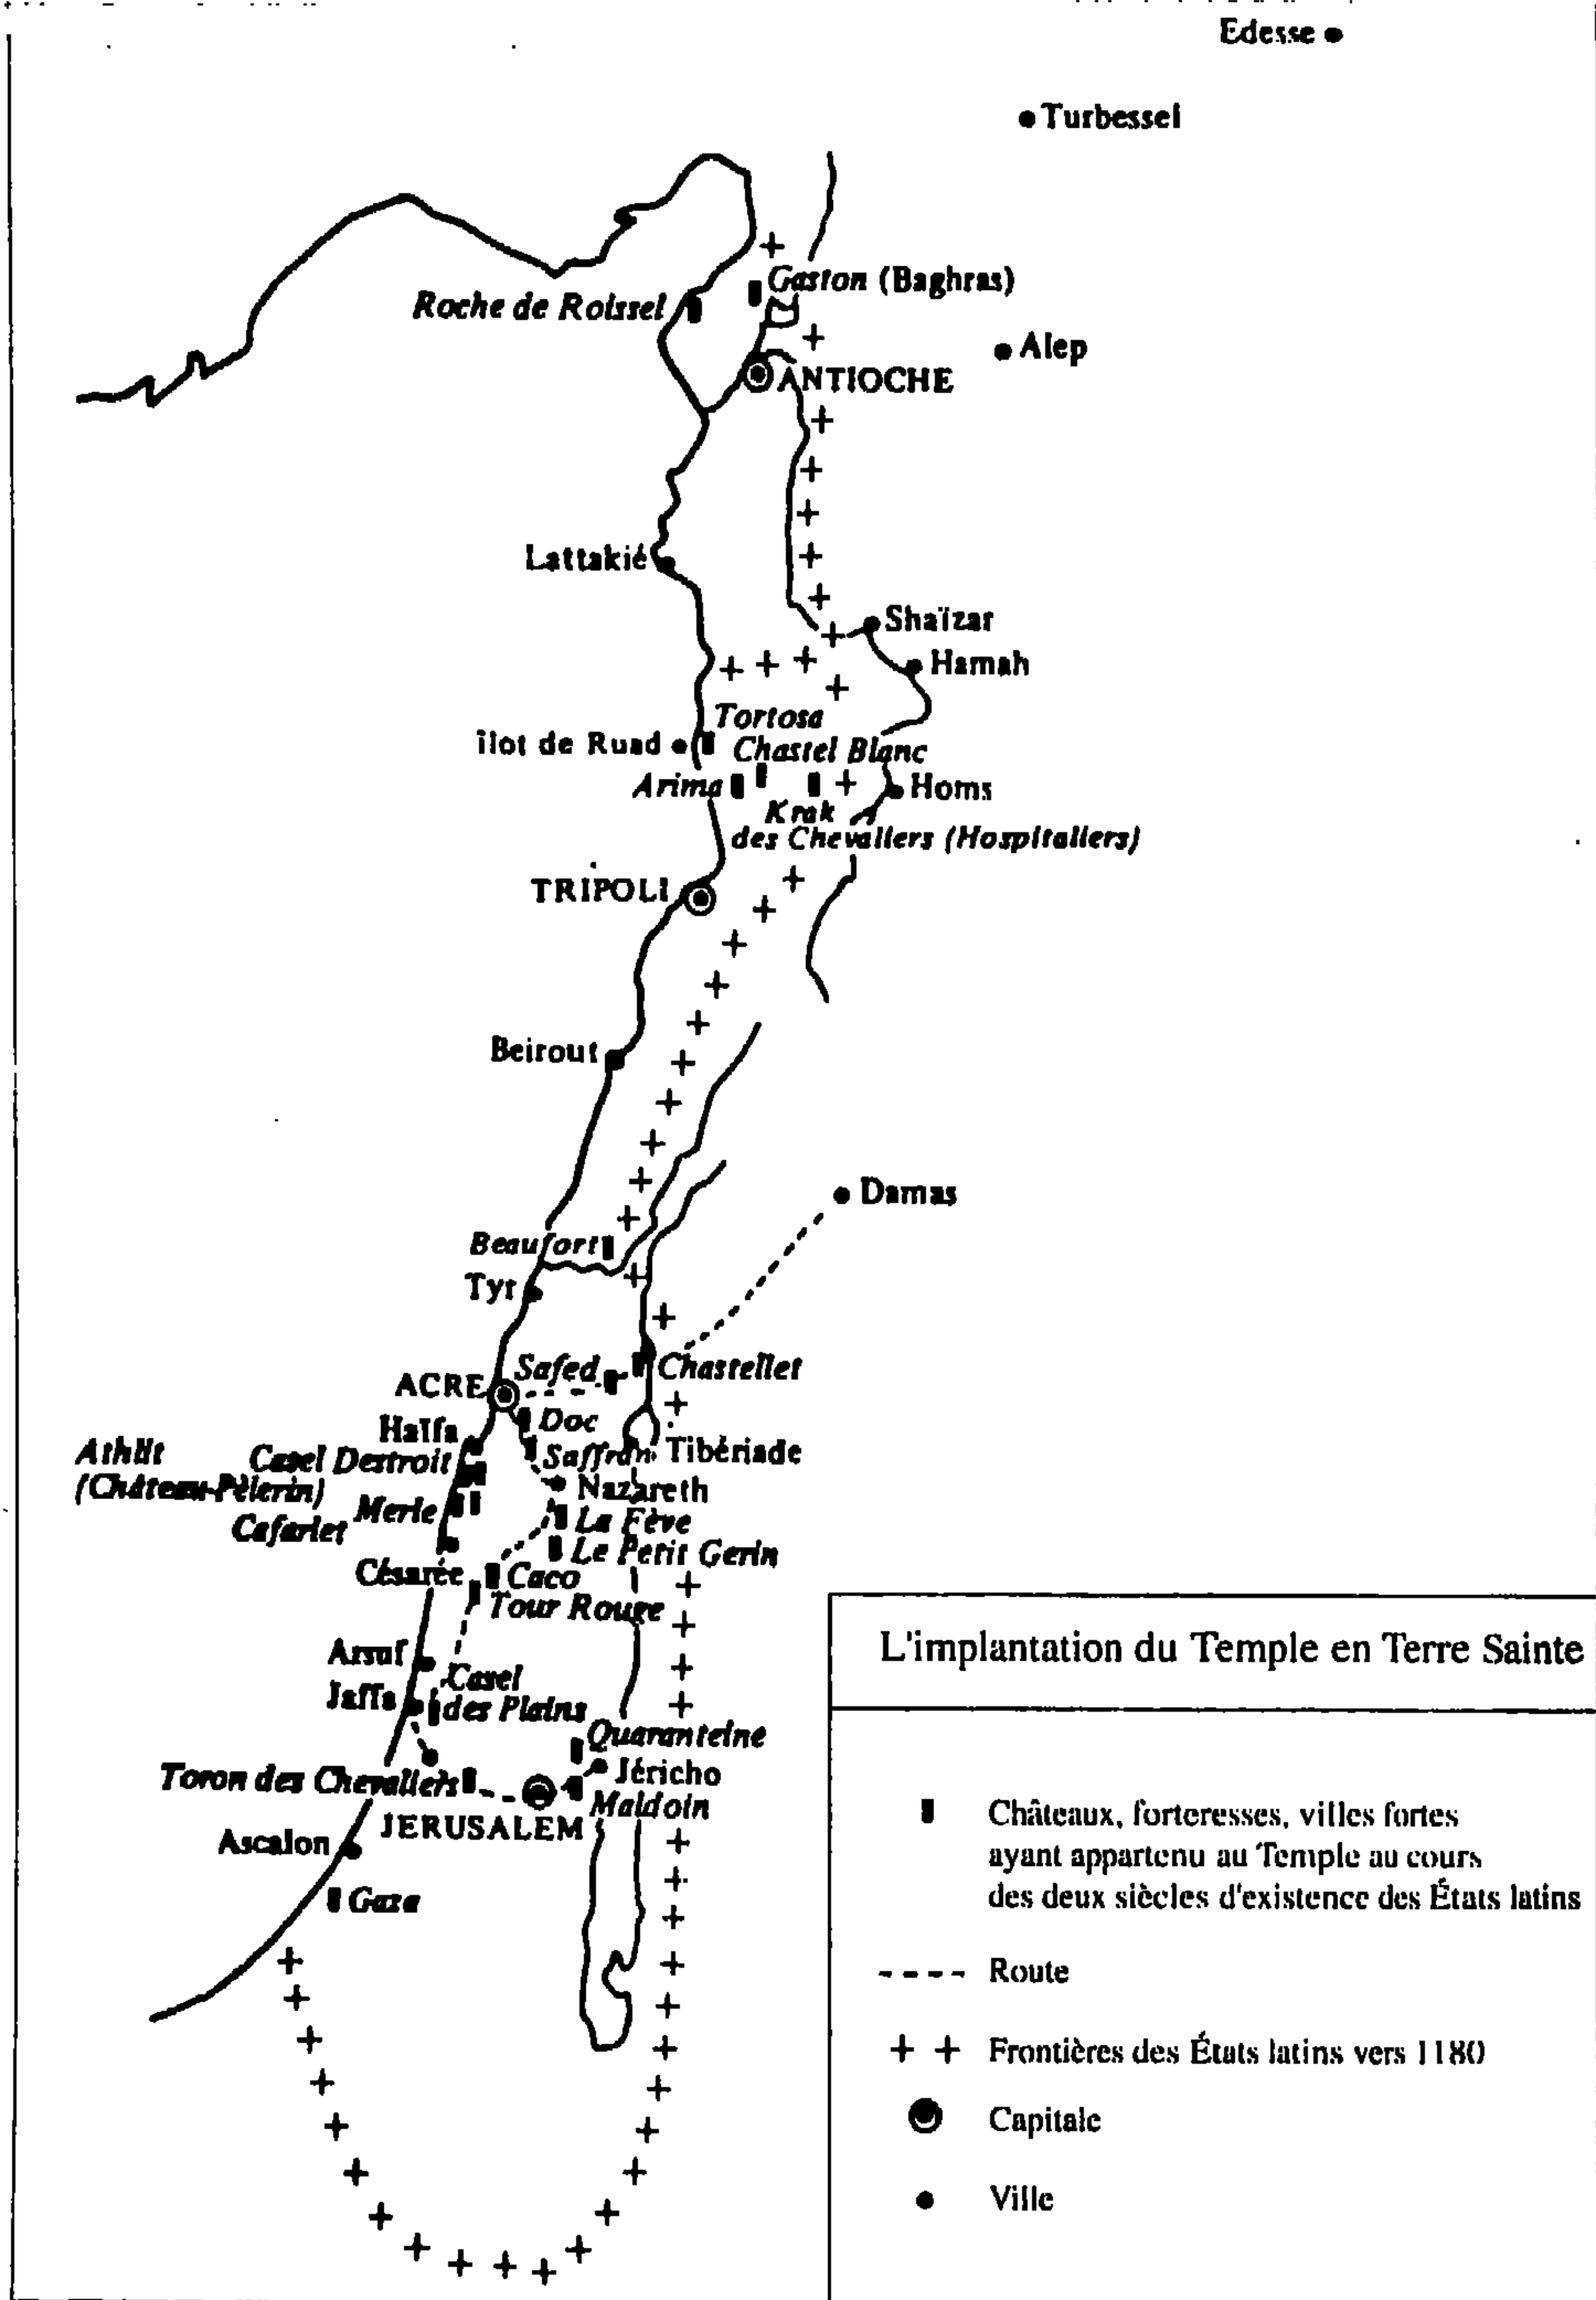 Edesse
Turbessel
Gaston (Baghras)
Roche de Roissel
Alep
ANTIOCHE
Lattakié
Shaïzar
Hamah
Tortosa
îlot de Ruad
Chastel Blanc
Arima
Homs
Krak
des Chevaliers (Hospitaliers)
TRIPOLI
Beirout
Damas
Beaufort
Tyr
Safed
Chastellet
ACRE
Doc
Haïfa
Saffran
Tibériade
Athlit
(Château-Pèlerin)
Casel Destroit
Nazareth
Merle
La Fève
Cafarlet
Le Petit Gerin
Césarée
Caco
Tour Rouge
Arsuf
Casel
des Plains
Jaffa
Quaranteine
Jéricho
Toron des Chevaliers
Maldoin
JERUSALEM
Ascalon
Gaza
L'implantation du Temple en Terre Sainte
Châteaux, forteresses, villes fortes
ayant appartenu au Temple au cours
des deux siècles d'existence des États latins
Route
Frontières des États latins vers 1180
Capitale
Ville